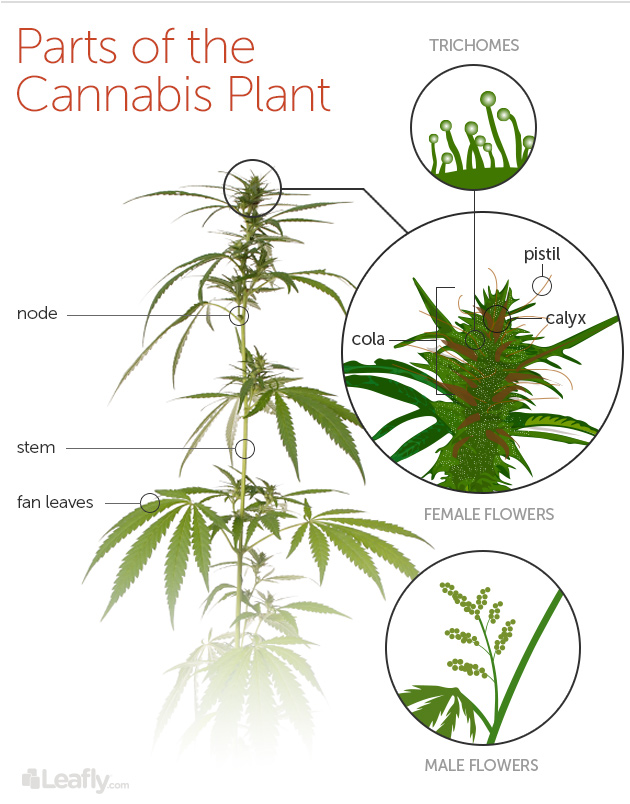 Parts of the
Cannabis Plant
TRICHOMES
pistil
node
calyx
cola
stem
fan leaves
FEMALE FLOWERS
MALE FLOWERS
Leafly.com